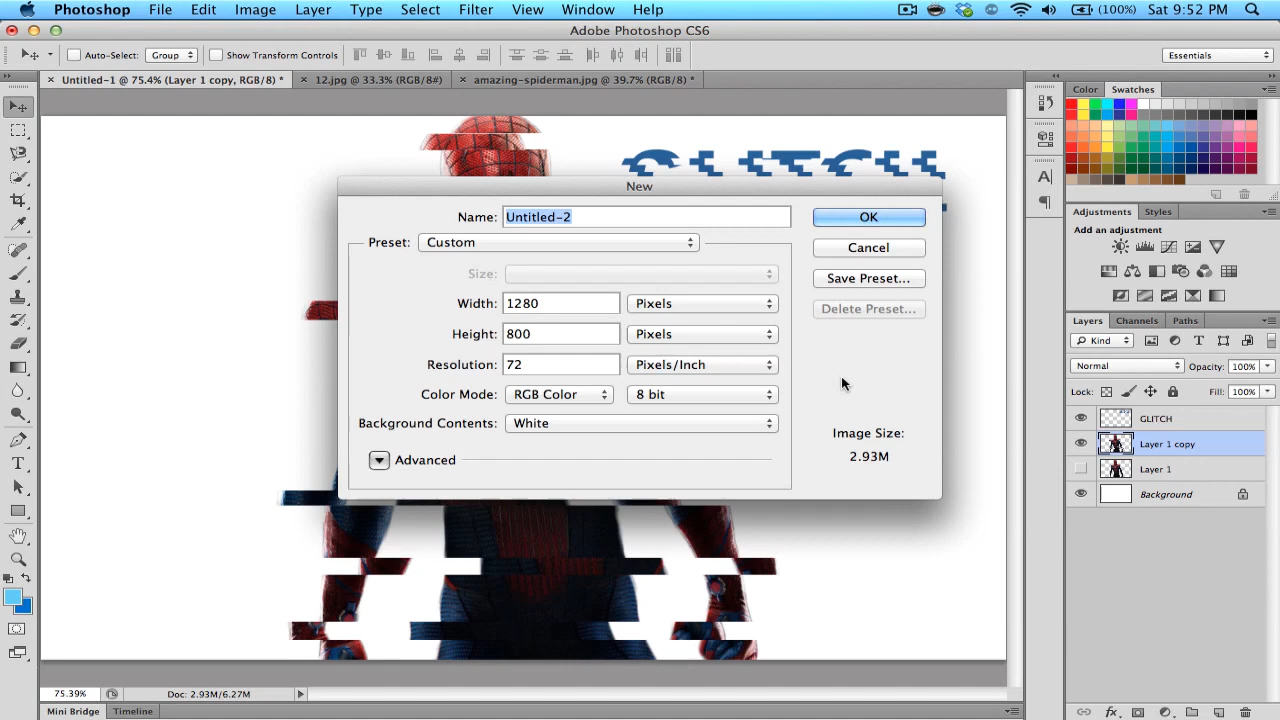 Photoshop File Edit Image Layer Type Select Filter View Window Help (100%) Sat 9:52 PM
Adobe Photoshop CS6
Auto-Select: Group Show Transform Controls Essentials
Untitled-1 @ 75.4% (Layer 1 copy, RGB/8) * 12.jpg @ 33.3% (RGB/8#) amazing-spiderman.jpg @ 39.7% (RGB/8) *
Color Swatches
GLITCH
New
Name: Untitled-2 OK
Preset: Custom Cancel
Size: Save Preset...
Width: 1280 Pixels Delete Preset...
Height: 800 Pixels
Resolution: 72 Pixels/Inch
Color Mode: RGB Color 8 bit
Background Contents: White
Image Size:
2.93M
Advanced
Adjustments Styles
Add an adjustment
Layers Channels Paths
Kind
Normal Opacity: 100%
Lock: Fill: 100%
GLITCH
Layer 1 copy
Layer 1
Background
75.39% Doc: 2.93M/6.27M
Mini Bridge Timeline